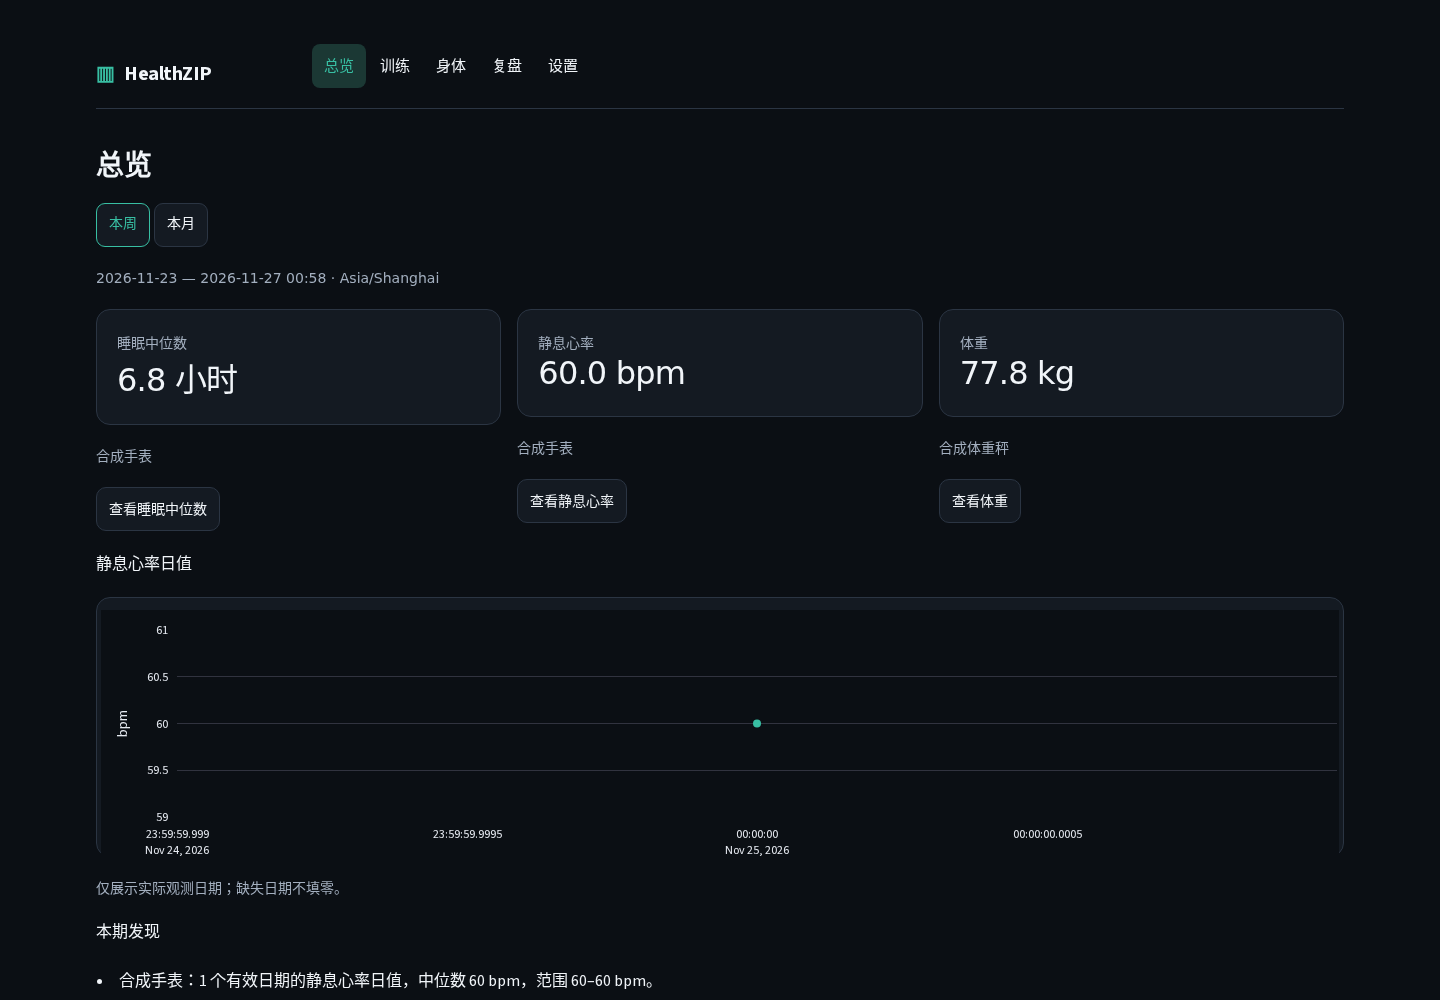 HealthZIP
总览 训练 身体 复盘 设置
总览
本周 本月
2026-11-23 — 2026-11-27 00:58 · Asia/Shanghai
睡眠中位数
6.8 小时
合成手表
查看睡眠中位数
静息心率
60.0 bpm
合成手表
查看静息心率
体重
77.8 kg
合成体重秤
查看体重
静息心率日值
bpm
61
60.5
60
59.5
59
23:59:59.999 23:59:59.9995 00:00:00 00:00:00.0005
Nov 24, 2026 Nov 25, 2026
仅展示实际观测日期；缺失日期不填零。
本期发现
• 合成手表：1 个有效日期的静息心率日值，中位数 60 bpm，范围 60–60 bpm。